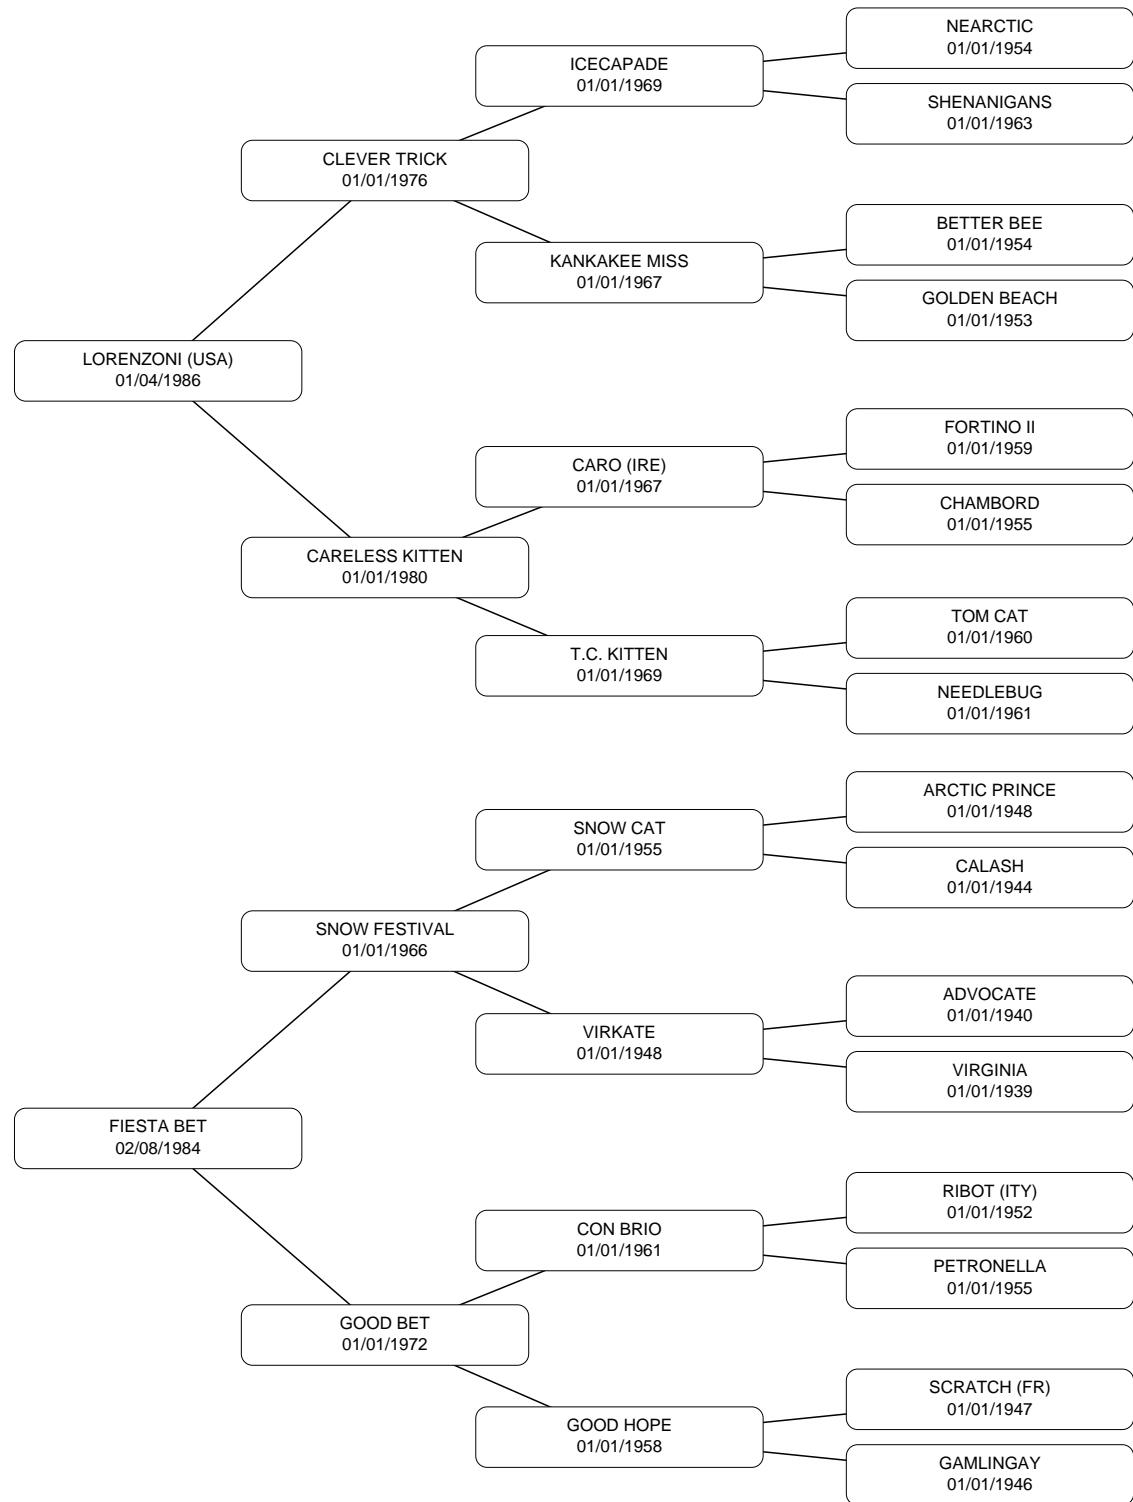 NEARCTIC
01/01/1954
ICECAPADE
01/01/1969
SHENANIGANS
01/01/1963
CLEVER TRICK
01/01/1976
BETTER BEE
01/01/1954
KANKAKEE MISS
01/01/1967
GOLDEN BEACH
01/01/1953
LORENZONI (USA)
01/04/1986
FORTINO II
01/01/1959
CARO (IRE)
01/01/1967
CHAMBORD
01/01/1955
CARELESS KITTEN
01/01/1980
TOM CAT
01/01/1960
T.C. KITTEN
01/01/1969
NEEDLEBUG
01/01/1961
ARCTIC PRINCE
01/01/1948
SNOW CAT
01/01/1955
CALASH
01/01/1944
SNOW FESTIVAL
01/01/1966
ADVOCATE
01/01/1940
VIRKATE
01/01/1948
VIRGINIA
01/01/1939
FIESTA BET
02/08/1984
RIBOT (ITY)
01/01/1952
CON BRIO
01/01/1961
PETRONELLA
01/01/1955
GOOD BET
01/01/1972
SCRATCH (FR)
01/01/1947
GOOD HOPE
01/01/1958
GAMLINGAY
01/01/1946